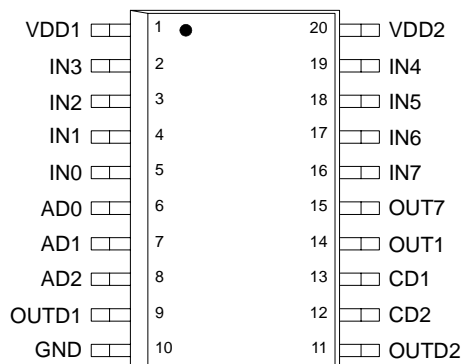 VDD1 1 20 VDD2
IN3 2 19 IN4
IN2 3 18 IN5
IN1 4 17 IN6
IN0 5 16 IN7
AD0 6 15 OUT7
AD1 7 14 OUT1
AD2 8 13 CD1
OUTD1 9 12 CD2
GND 10 11 OUTD2